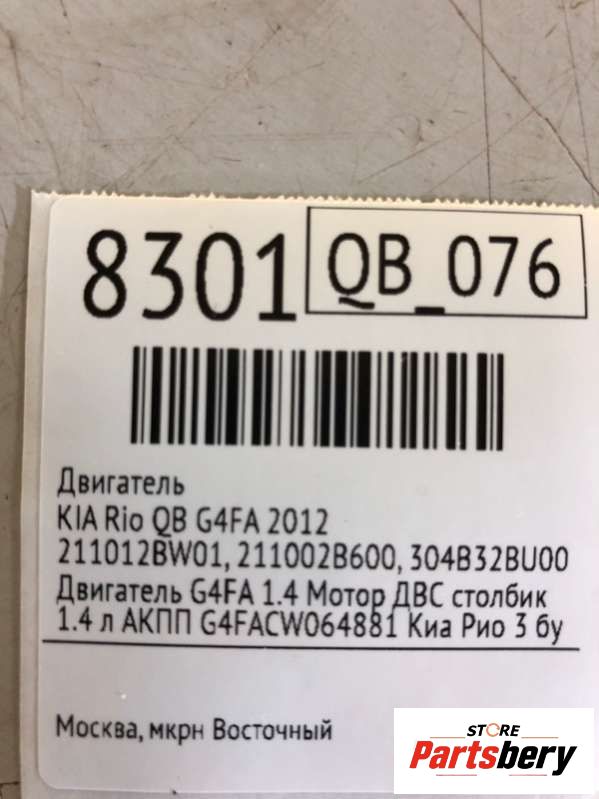 8301 QB_076
Двигатель
KIA Rio QB G4FA 2012
211012BW01, 211002B600, 304B32BU00
Двигатель G4FA 1.4 Мотор ДВС столбик
1.4 л АКПП G4FACW064881 Киа Рио 3 бу
Москва, мкрн Восточный
STORE
Partsbery